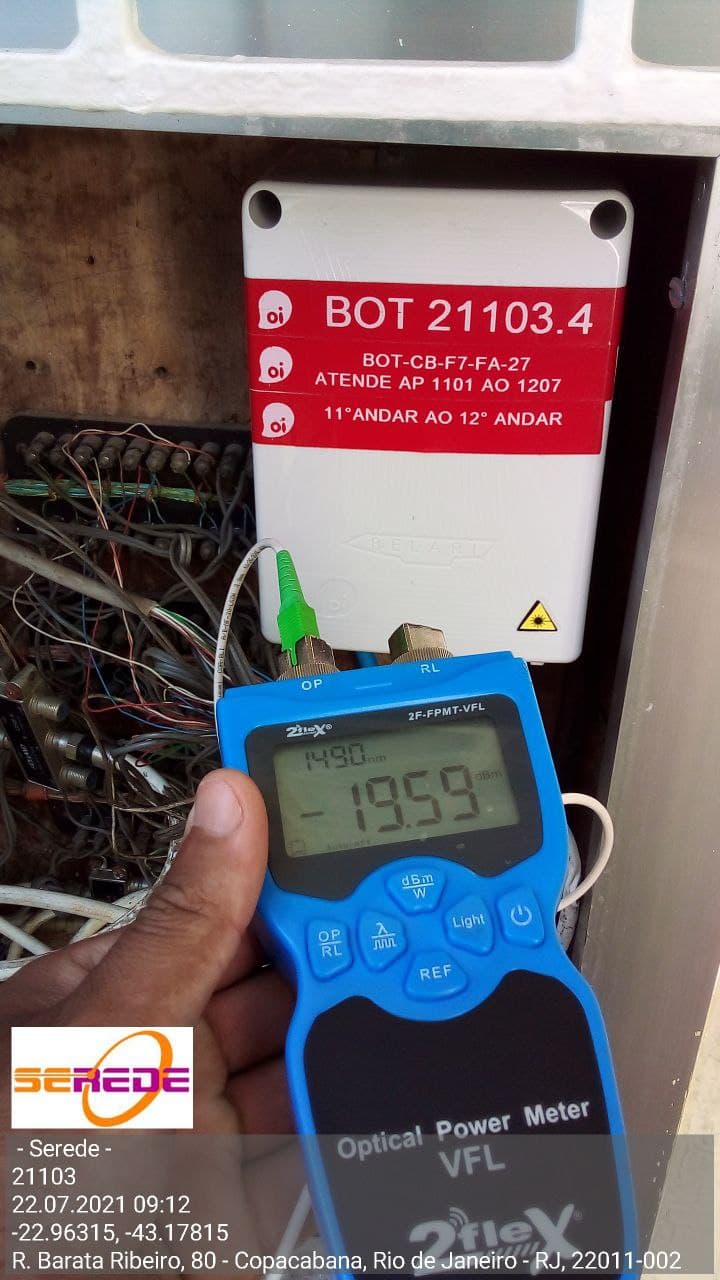 oi BOT 21103.4
oi BOT-CB-F7-FA-27
ATENDE AP 1101 AO 1207
oi 11°ANDAR AO 12° ANDAR
BELARI
oi
OP RL
2fleX® 2F-FPMT-VFL
1490nm
-19.59 dBm
dBm
W
OP
RL
λ
Light
REF
Optical Power Meter
VFL
2fleX®
SEREDE
- Serede -
21103
22.07.2021 09:12
-22.96315, -43.17815
R. Barata Ribeiro, 80 - Copacabana, Rio de Janeiro - RJ, 22011-002